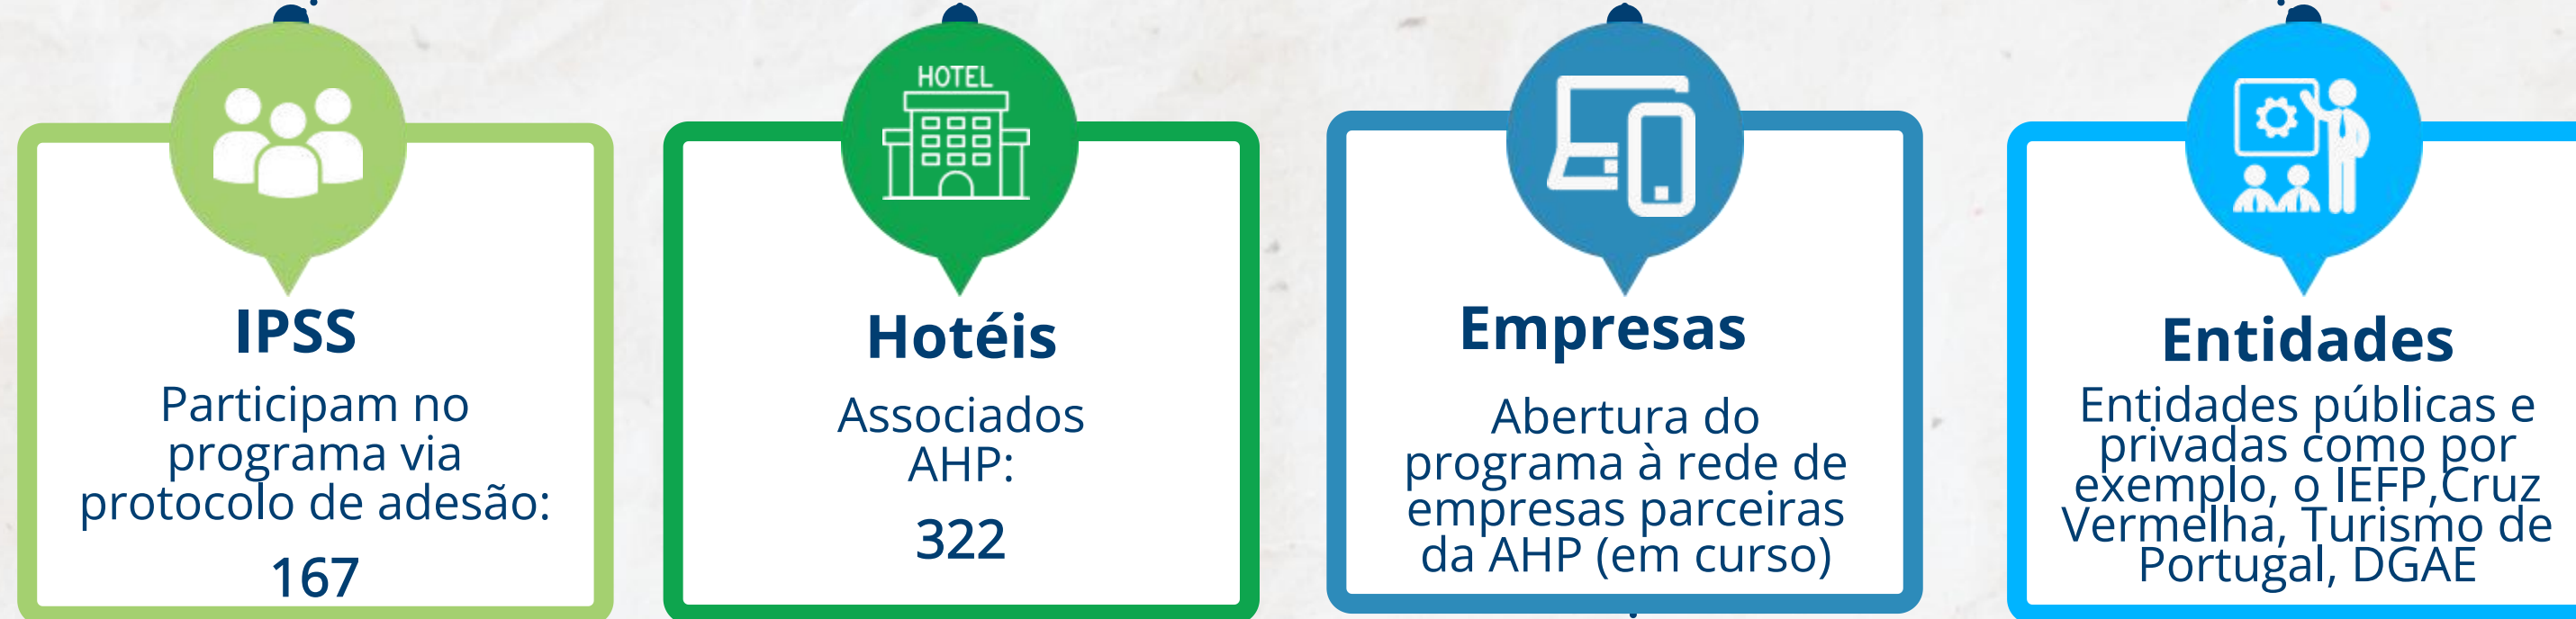 IPSS
Participam no
programa via
protocolo de adesão:
167
HOTEL
Hotéis
Associados
AHP:
322
Empresas
Abertura do
programa à rede de
empresas parceiras
da AHP (em curso)
Entidades
Entidades públicas e
privadas como por
exemplo, o IEFP,Cruz
Vermelha, Turismo de
Portugal, DGAE